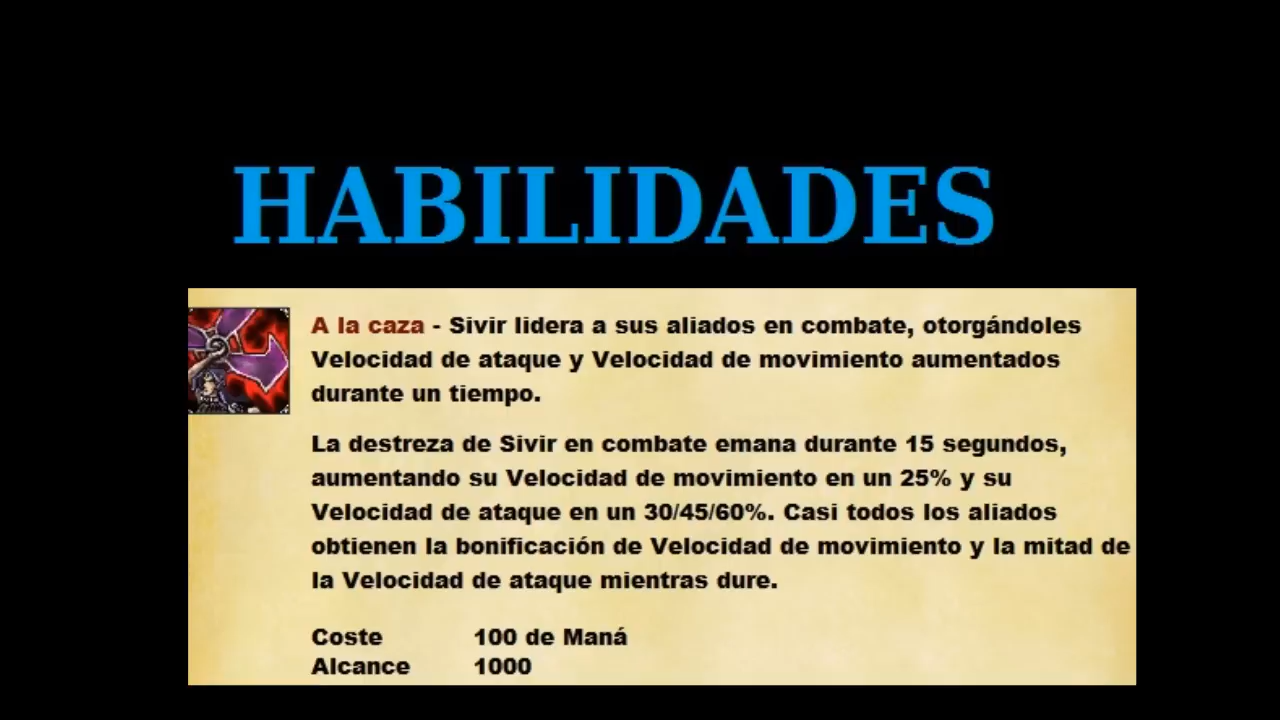 HABILIDADES
A la caza - Sivir lidera a sus aliados en combate, otorgándoles
Velocidad de ataque y Velocidad de movimiento aumentados
durante un tiempo.
La destreza de Sivir en combate emana durante 15 segundos,
aumentando su Velocidad de movimiento en un 25% y su
Velocidad de ataque en un 30/45/60%. Casi todos los aliados
obtienen la bonificación de Velocidad de movimiento y la mitad de
la Velocidad de ataque mientras dure.
Coste 100 de Maná
Alcance 1000